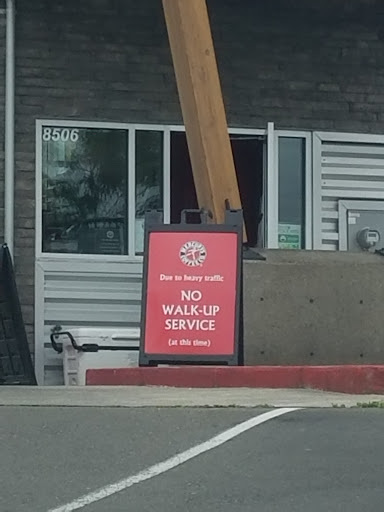 8506
Due to heavy traffic
NO
WALK-UP
SERVICE
(at this time)